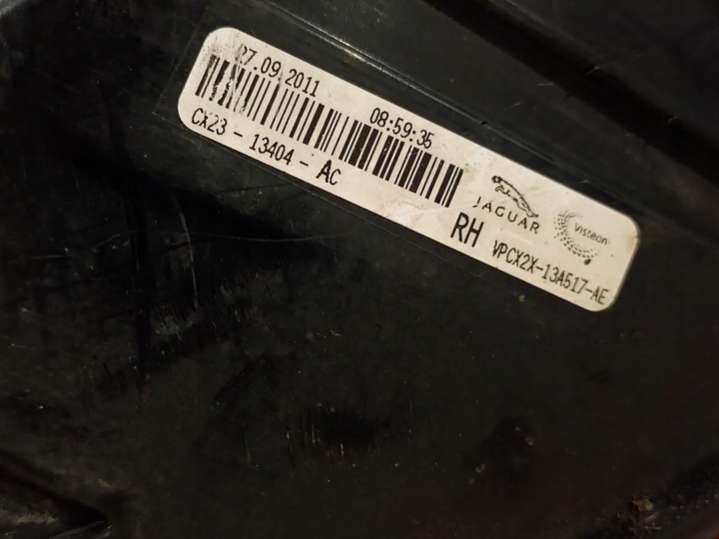 27.09.2011 08:59:35
CX23-13404-AC
JAGUAR
Visteon
RH VPCX2X-13A517-AE